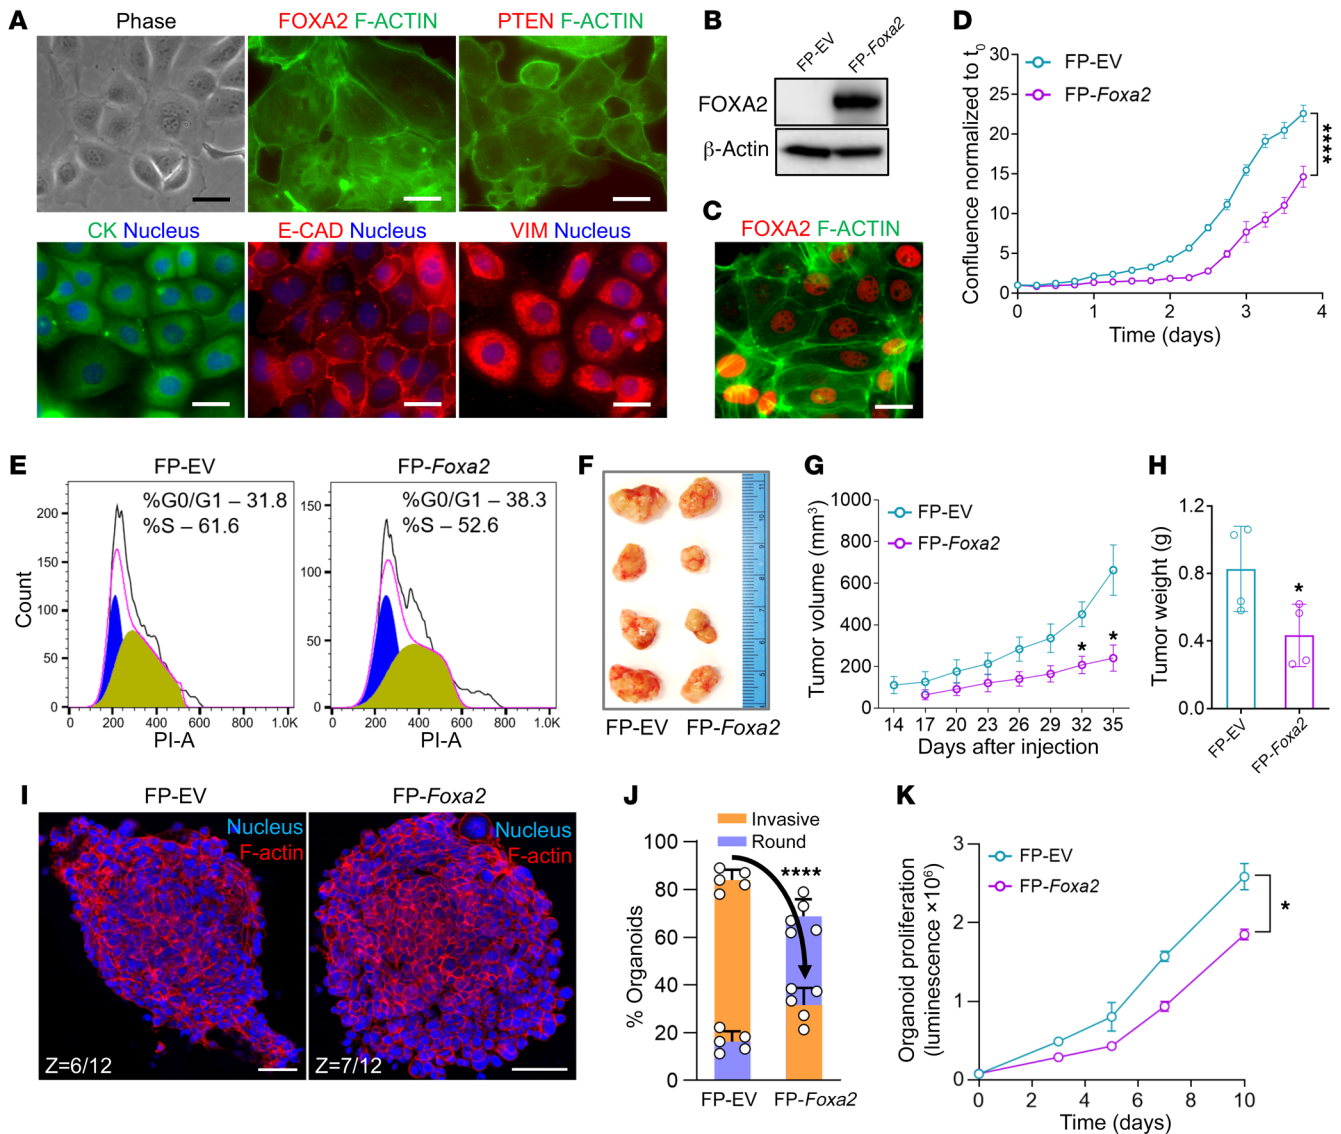 A
Phase
FOXA2 F-ACTIN
PTEN F-ACTIN
CK Nucleus
E-CAD Nucleus
VIM Nucleus
B
FP-EV
FP-Foxa2
FOXA2
β-Actin
C
FOXA2 F-ACTIN
D
Confluence normalized to t0
30
25
20
15
10
5
0
FP-EV
FP-Foxa2
****
0
1
2
3
4
Time (days)
E
FP-EV
Count
200
150
100
50
0
%G0/G1 – 31.8
%S – 61.6
0
200
400
600
800
1.0K
PI-A
FP-Foxa2
150
100
50
0
%G0/G1 – 38.3
%S – 52.6
0
200
400
600
800
1.0K
PI-A
F
FP-EV
FP-Foxa2
G
Tumor volume (mm3)
1000
800
600
400
200
0
FP-EV
FP-Foxa2
*
*
14
17
20
23
26
29
32
35
Days after injection
H
Tumor weight (g)
1.2
0.8
0.4
0.0
*
FP-EV
FP-Foxa2
I
FP-EV
Nucleus
F-actin
Z=6/12
FP-Foxa2
Nucleus
F-actin
Z=7/12
J
Invasive
Round
% Organoids
100
80
60
40
20
0
****
FP-EV
FP-Foxa2
K
Organoid proliferation
(luminescence ×106)
3
2
1
0
FP-EV
FP-Foxa2
*
0
2
4
6
8
10
Time (days)